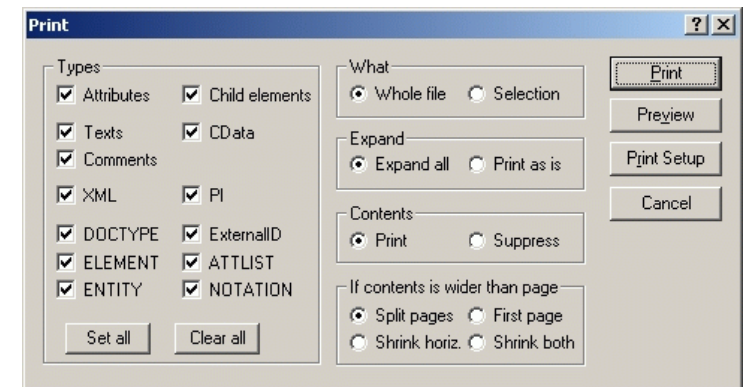 Print
Types
Attributes
Child elements
Texts
CData
Comments
XML
PI
DOCTYPE
ExternalID
ELEMENT
ATTLIST
ENTITY
NOTATION
Set all
Clear all
What
Whole file
Selection
Expand
Expand all
Print as is
Contents
Print
Suppress
If contents is wider than page
Split pages
First page
Shrink horiz.
Shrink both
Print
Preview
Print Setup
Cancel